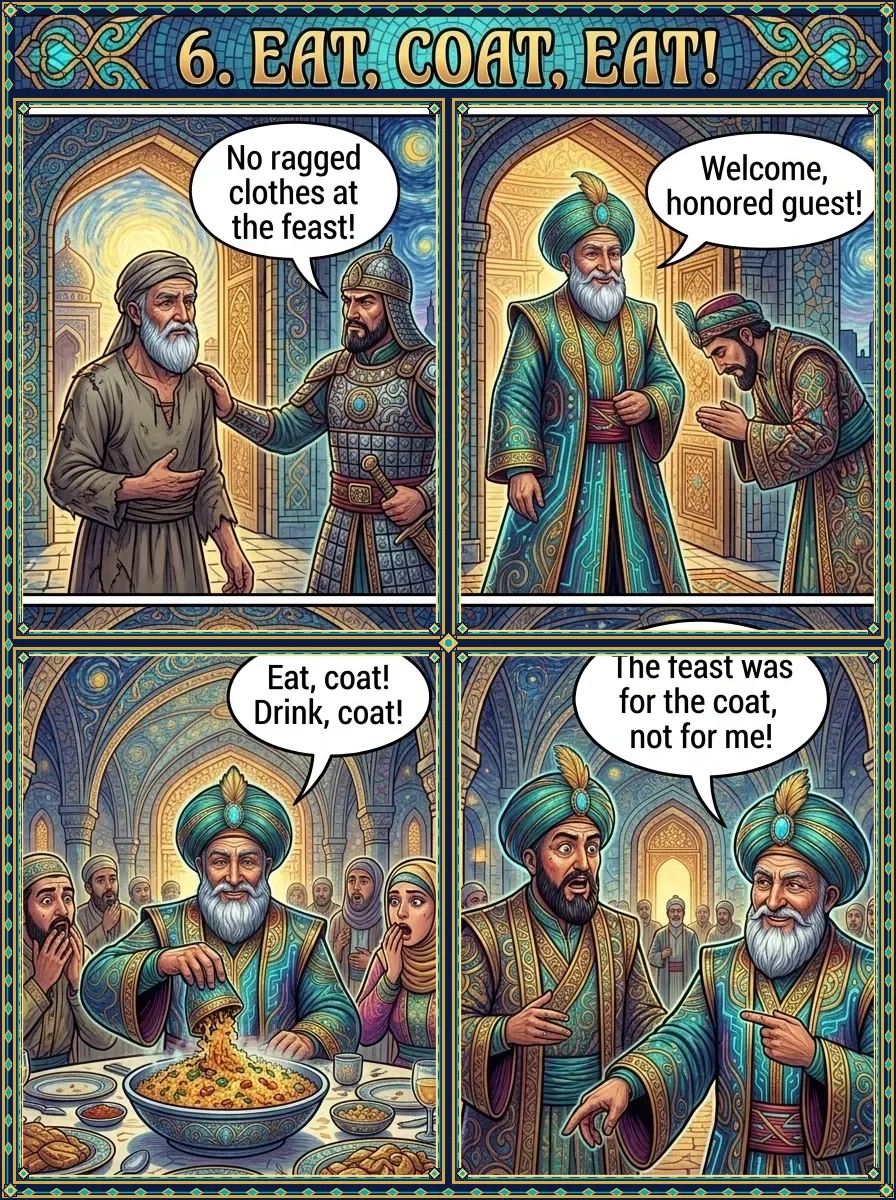 6. EAT, COAT, EAT!
No ragged
clothes at
the feast!
Welcome,
honored guest!
Eat, coat!
Drink, coat!
The feast was
for the coat,
not for me!